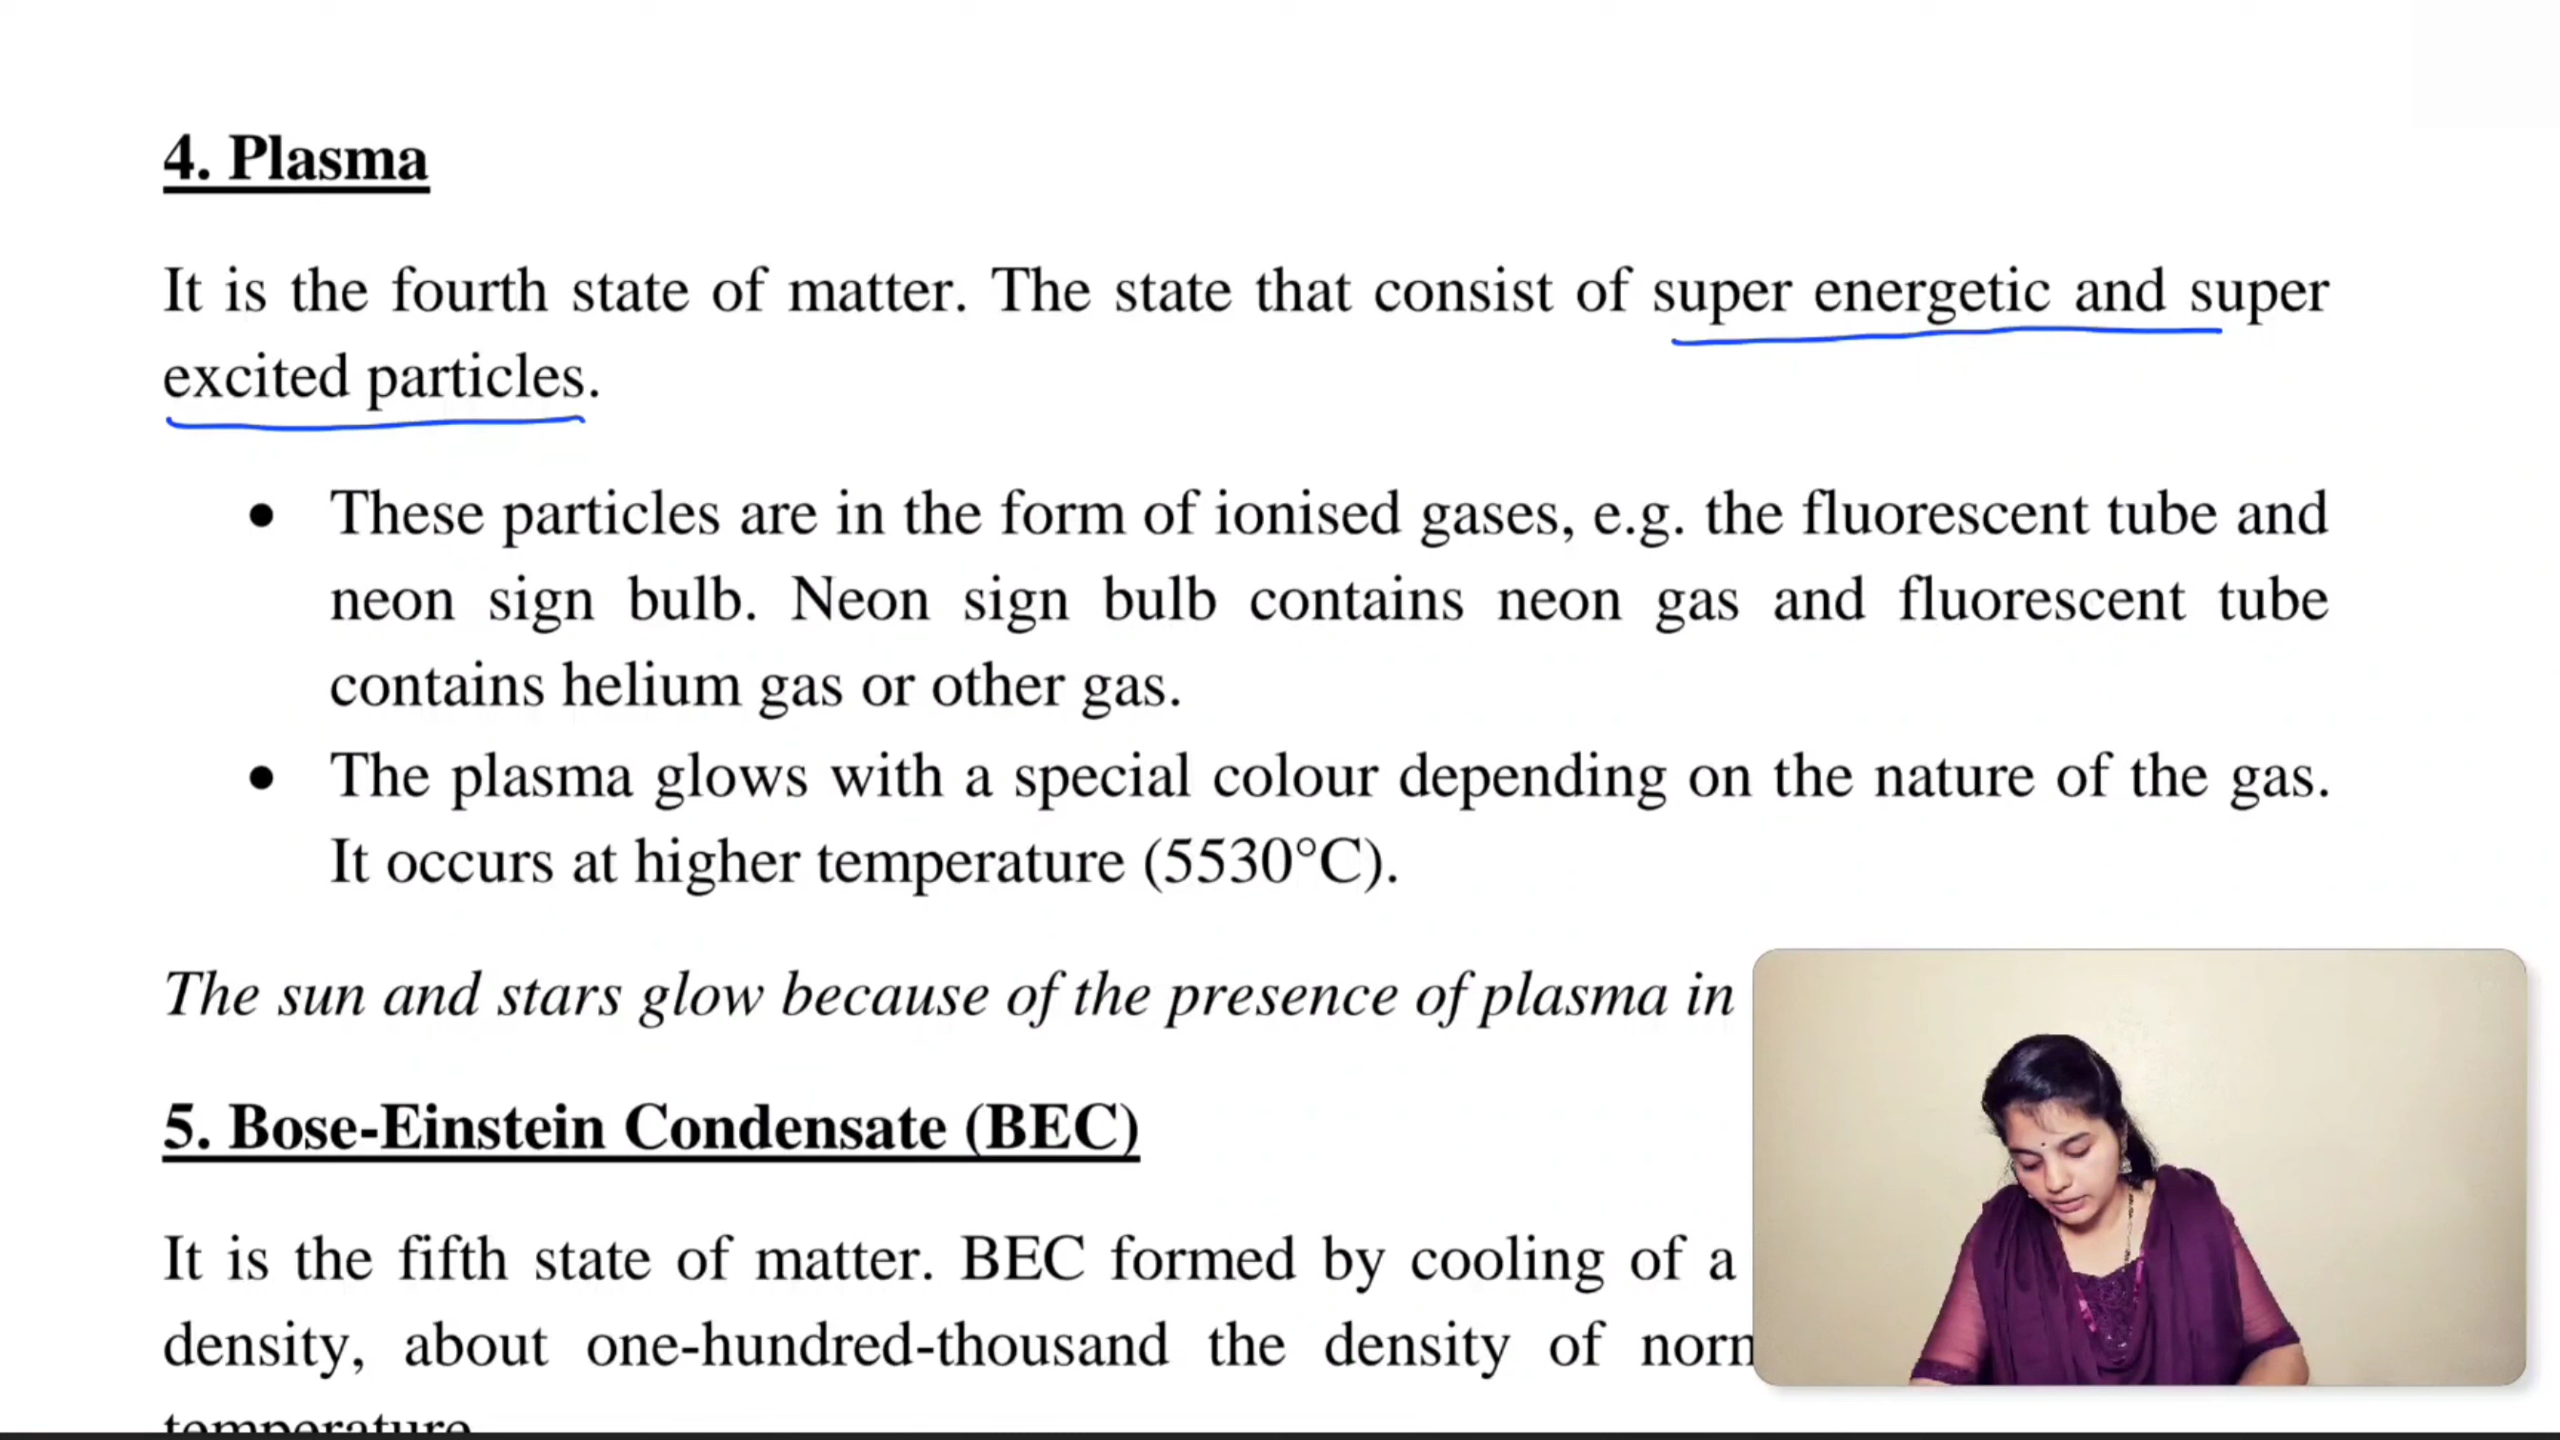 4. Plasma
It is the fourth state of matter. The state that consist of super energetic and super
excited particles.
• These particles are in the form of ionised gases, e.g. the fluorescent tube and
neon sign bulb. Neon sign bulb contains neon gas and fluorescent tube
contains helium gas or other gas.
• The plasma glows with a special colour depending on the nature of the gas.
It occurs at higher temperature (5530°C).
The sun and stars glow because of the presence of plasma in
5. Bose-Einstein Condensate (BEC)
It is the fifth state of matter. BEC formed by cooling of a
density, about one-hundred-thousand the density of
temperature